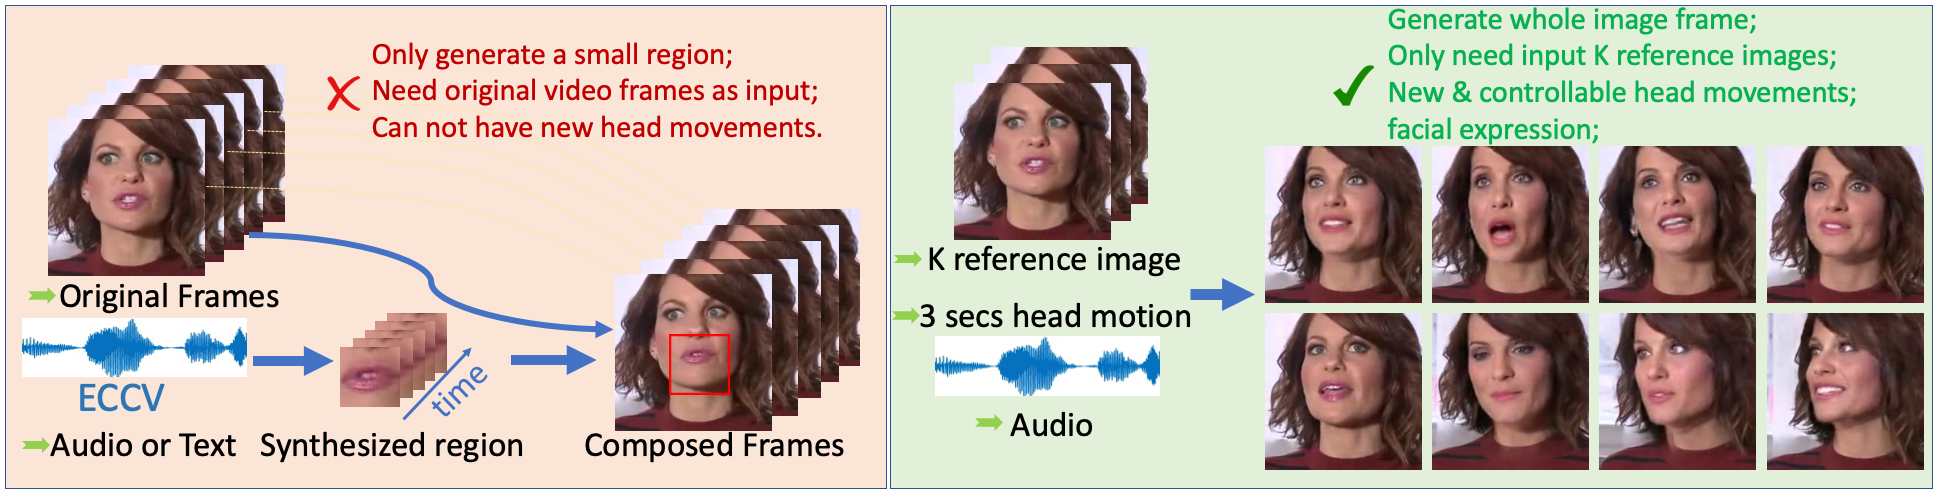 Only generate a small region;
Need original video frames as input;
Can not have new head movements.
Original Frames
ECCV
Audio or Text
time
Synthesized region
Composed Frames
Generate whole image frame;
Only need input K reference images;
New & controllable head movements;
facial expression;
K reference image
3 secs head motion
Audio